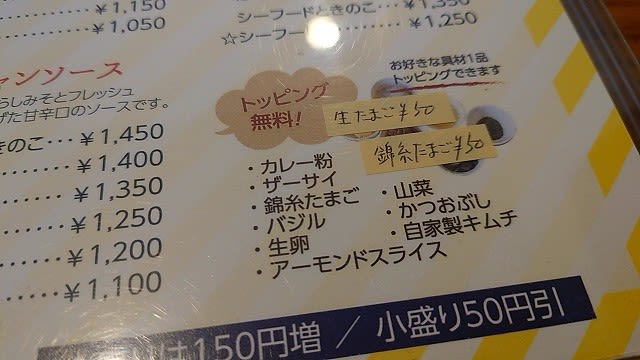 ¥1,150
¥1,050
シーフードときのこ
¥1,350
☆シーフー
¥1,250
ャンソース
らしみそとフレッシュ
げた甘辛口のソースです。
きのこ…¥1,450
¥1,400
¥1,350
¥1,250
¥1,200
¥1,100
お好きな具材1品
トッピングできます
トッピング
無料!
生たまご¥50
錦糸たまご¥50
・カレー粉
・ザーサイ
・錦糸たまご
・バジル
・生卵
・アーモンドスライス
・山菜
・かつおぶし
・自家製キムチ
は150円増 / 小盛り50円引